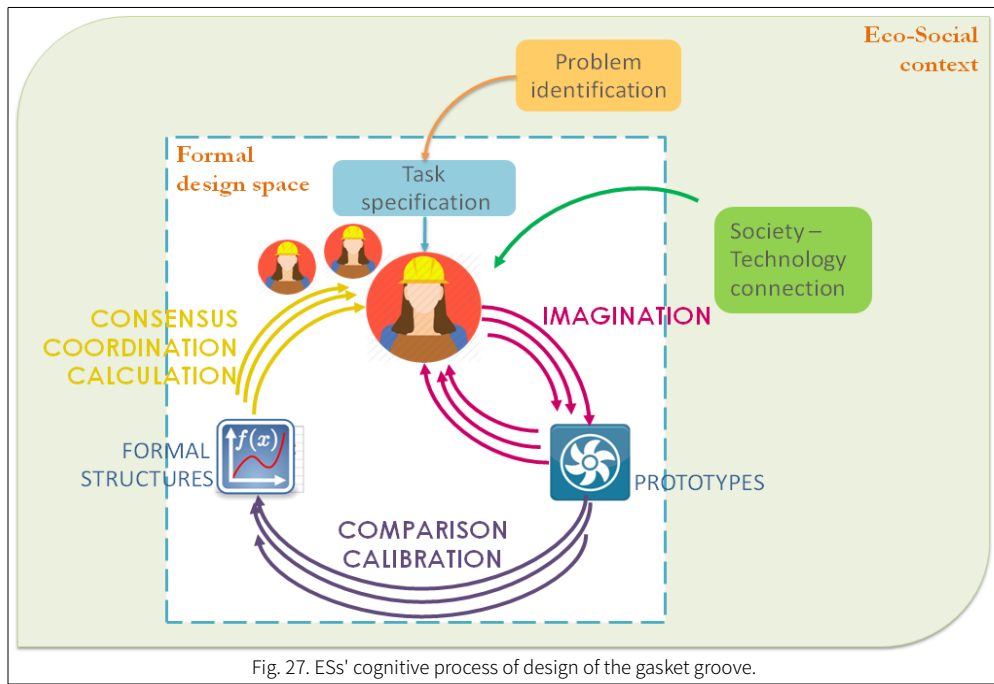 Eco-Social
context
Problem
identification
Formal
design space
Task
specification
Society –
Technology
connection
CONSENSUS
COORDINATION
CALCULATION
IMAGINATION
f(x)
FORMAL
STRUCTURES
PROTOTYPES
COMPARISON
CALIBRATION
Fig. 27. ESs' cognitive process of design of the gasket groove.